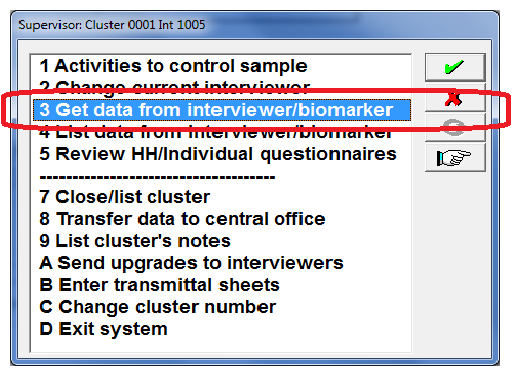 Supervisor: Cluster 0001 Int 1005
1 Activities to control sample
2 Change current interviewer
3 Get data from interviewer/biomarker
4 List data from interviewer/biomarker
5 Review HH/Individual questionnaires
------------------------------------
7 Close/list cluster
8 Transfer data to central office
9 List cluster's notes
A Send upgrades to interviewers
B Enter transmittal sheets
C Change cluster number
D Exit system